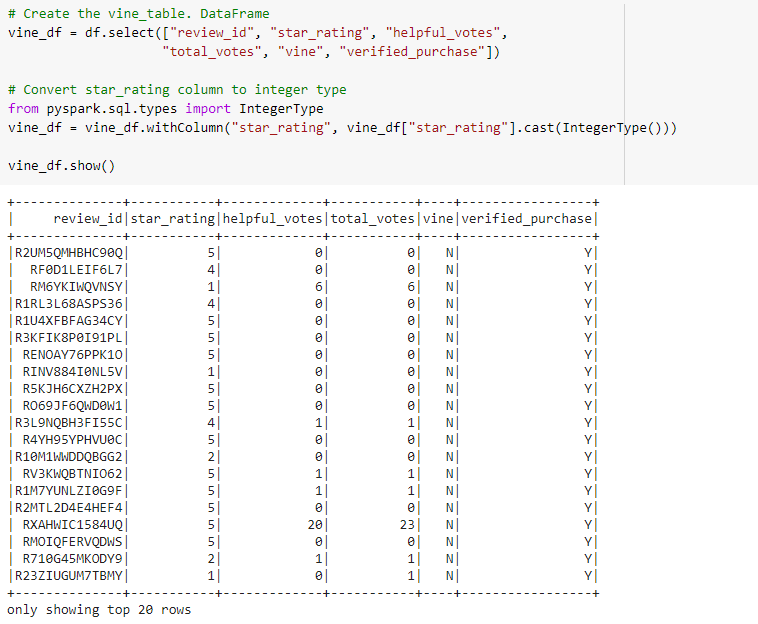 # Create the vine_table. DataFrame
vine_df = df.select(["review_id", "star_rating", "helpful_votes",
                    "total_votes", "vine", "verified_purchase"])

# Convert star_rating column to integer type
from pyspark.sql.types import IntegerType
vine_df = vine_df.withColumn("star_rating", vine_df["star_rating"].cast(IntegerType()))

vine_df.show()

+--------------+-----------+-------------+-----------+----+-----------------+
|     review_id|star_rating|helpful_votes|total_votes|vine|verified_purchase|
+--------------+-----------+-------------+-----------+----+-----------------+
|R2UM5QMHBHC90Q|          5|            0|          0|   N|                Y|
|  RF0D1LEIF6L7|          4|            0|          0|   N|                Y|
|  RM6YKIWQVNSY|          1|            6|          6|   N|                Y|
|R1RL3L68ASPS36|          4|            0|          0|   N|                Y|
|R1U4XFBFAG34CY|          5|            0|          0|   N|                Y|
|R3KFIK8P0I91PL|          5|            0|          0|   N|                Y|
| RENOAY76PPK1O|          5|            0|          0|   N|                Y|
| RINV884I0NL5V|          1|            0|          0|   N|                Y|
| R5KJH6CXZH2PX|          5|            0|          0|   N|                Y|
| RO69JF6QWD0W1|          5|            0|          0|   N|                Y|
|R3L9NQBH3FI55C|          4|            1|          1|   N|                Y|
| R4YH95YPHVU0C|          5|            0|          0|   N|                Y|
|R10M1WWDDQBGG2|          2|            0|          0|   N|                Y|
| RV3KWQBTNIO62|          5|            1|          1|   N|                Y|
|R1M7YUNLZI0G9F|          5|            1|          1|   N|                Y|
|R2MTL2D4E4HEF4|          5|            0|          0|   N|                Y|
| RXAHWIC1584UQ|          5|           20|         23|   N|                Y|
| RMOIQFERVQDWS|          5|            0|          0|   N|                Y|
| R710G45MKODY9|          2|            1|          1|   N|                Y|
|R23ZIUGUM7TBMY|          1|            0|          1|   N|                Y|
+--------------+-----------+-------------+-----------+----+-----------------+
only showing top 20 rows